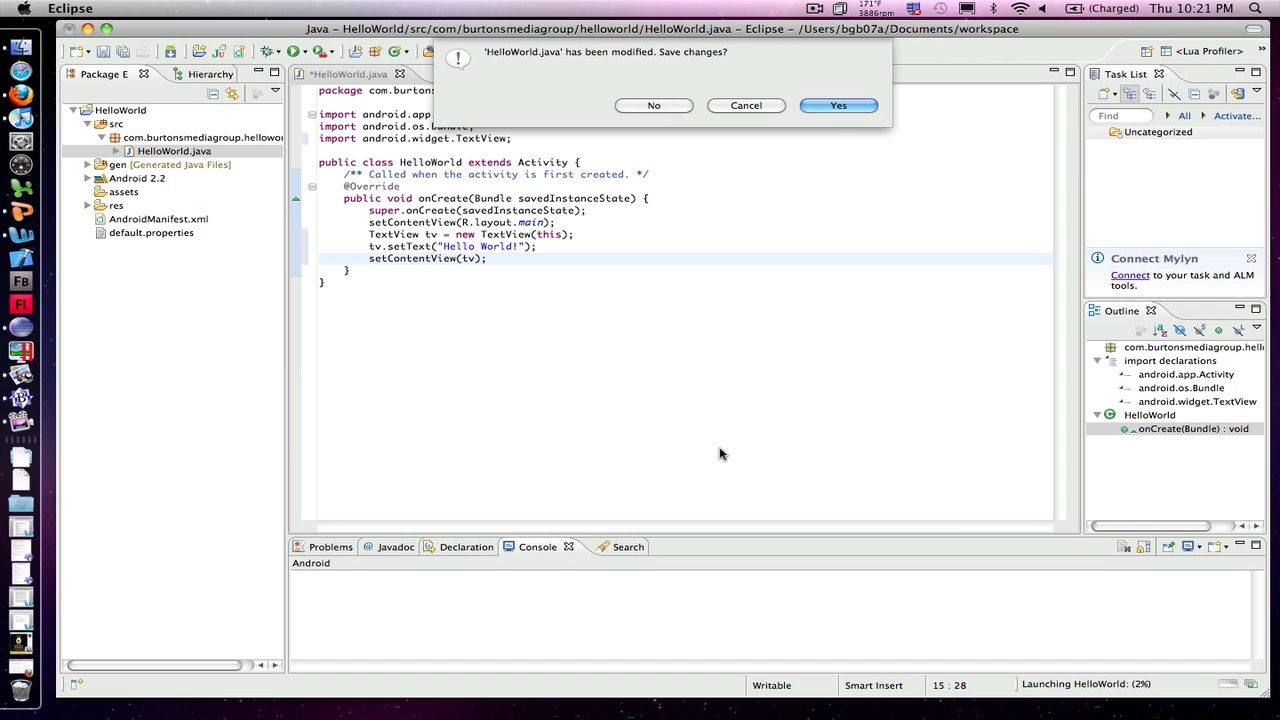 Eclipse
171°F
3886rpm
(Charged)
Thu 10:21 PM
Java – HelloWorld/src/com/burtonsmediagroup/helloworld/HelloWorld.java – Eclipse – /Users/bgb07a/Documents/workspace
'HelloWorld.java' has been modified. Save changes?
No
Cancel
Yes
<Lua Profiler>
Package E
Hierarchy
HelloWorld
src
com.burtonsmediagroup.hellowo
HelloWorld.java
gen [Generated Java Files]
Android 2.2
assets
res
AndroidManifest.xml
default.properties
*HelloWorld.java
package com.burtons
import android.app
import android.os.Bundle;
import android.widget.TextView;
public class HelloWorld extends Activity {
/** Called when the activity is first created. */
@Override
public void onCreate(Bundle savedInstanceState) {
super.onCreate(savedInstanceState);
setContentView(R.layout.main);
TextView tv = new TextView(this);
tv.setText("Hello World!");
setContentView(tv);
}
}
Task List
Find
All
Activate...
Uncategorized
Connect Mylyn
Connect to your task and ALM
tools.
Outline
com.burtonsmediagroup.hell
import declarations
android.app.Activity
android.os.Bundle
android.widget.TextView
HelloWorld
onCreate(Bundle) : void
Problems
Javadoc
Declaration
Console
Search
Android
Writable
Smart Insert
15 : 28
Launching HelloWorld: (2%)
FB
Fl